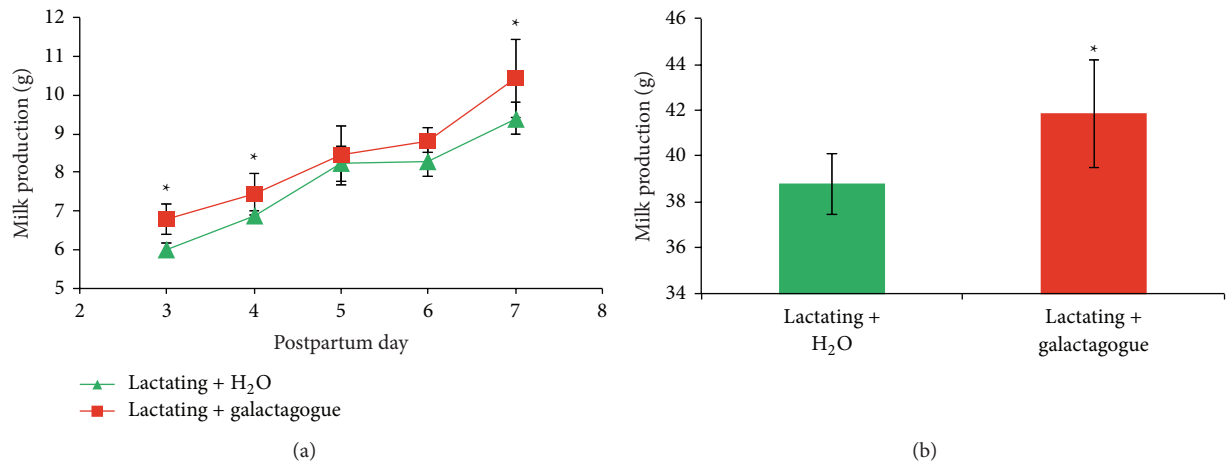 12
11
10
9
8
7
6
5
Milk production (g)
*
*
*
2
3
4
5
6
7
8
Postpartum day
Lactating + H₂O
Lactating + galactagogue
(a)
46
44
42
40
38
36
34
Milk production (g)
*
Lactating +
H₂O
Lactating +
galactagogue
(b)